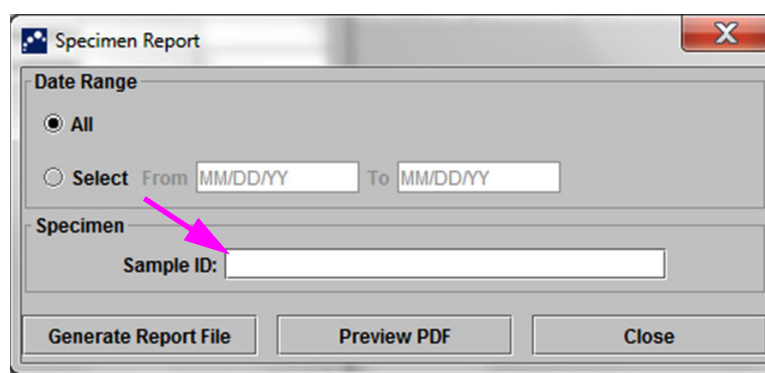 Specimen Report
Date Range
All
Select From MM/DD/YY To MM/DD/YY
Specimen
Sample ID:
Generate Report File Preview PDF Close